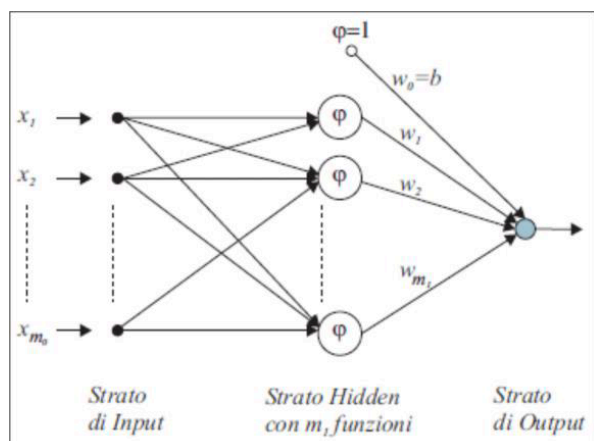 φ=1
w₀=b
x₁
φ
w₁
x₂
φ
w₂
wₘ₁
xₘ₀
φ
Strato di Input
Strato Hidden con m₁ funzioni
Strato di Output